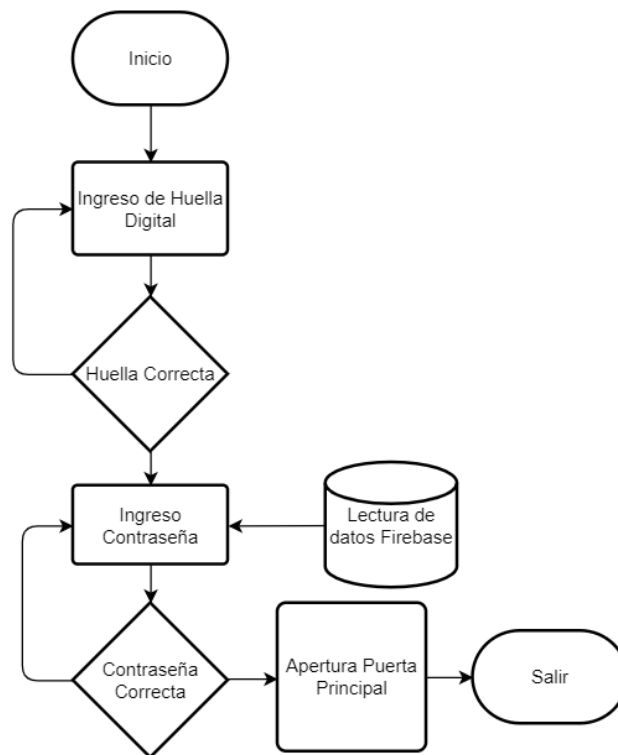 Inicio
Ingreso de Huella
Digital
Huella Correcta
Ingreso
Contraseña
Lectura de
datos Firebase
Contraseña
Correcta
Apertura Puerta
Principal
Salir